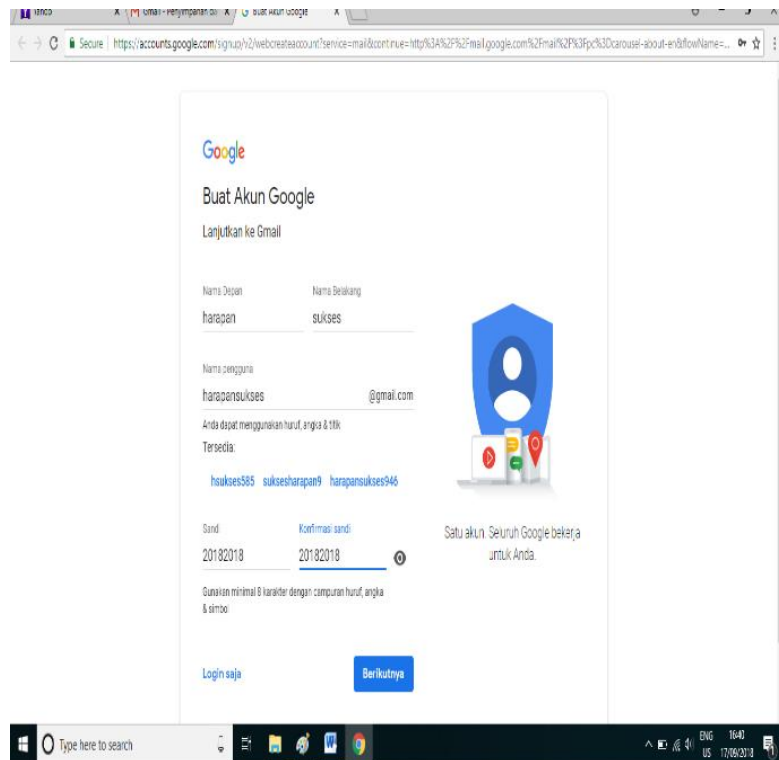 Gmail - Penyimpanan
G Buat Akun Google
Secure | https://accounts.google.com/signup/v2/webcreateaccount?service=mail&continue=http%3A%2F%2Fmail.google.com%2Fmail%2F%3Fpc%3Dcarousel-about-en&flowName=...
Google
Buat Akun Google
Lanjutkan ke Gmail
Nama Depan Nama Belakang
harapan sukses
Nama pengguna
harapansukses @gmail.com
Anda dapat menggunakan huruf, angka & titik
Tersedia:
hsukses585 suksesharapan9 harapansukses946
Sandi Konfirmasi sandi
20182018 20182018
Gunakan minimal 8 karakter dengan campuran huruf, angka
& simbol
Satu akun. Seluruh Google bekerja
untuk Anda.
Login saja Berikutnya
Type here to search
ENG 16:40
US 17/09/2018